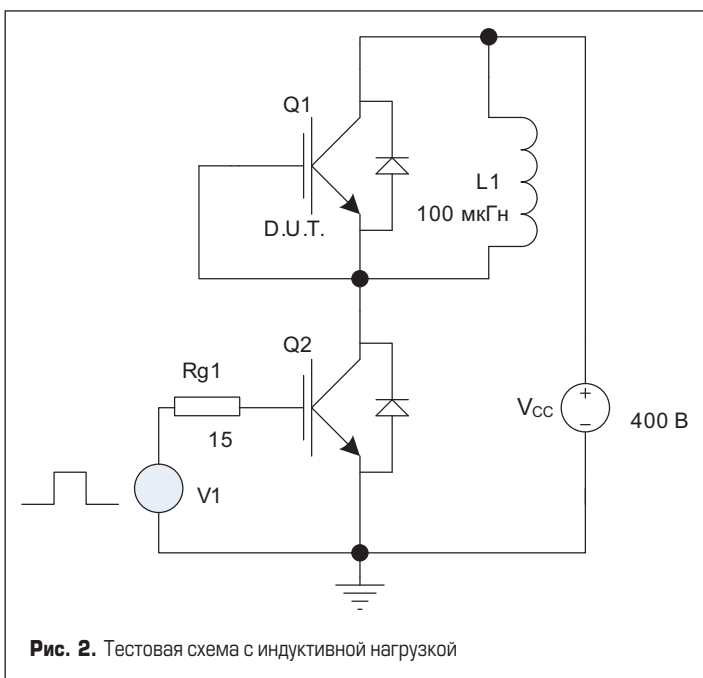 Q1
L1
100 мкГн
D.U.T.
Q2
Rg1
15
V1
VCC
+
−
400 В
Рис. 2. Тестовая схема с индуктивной нагрузкой